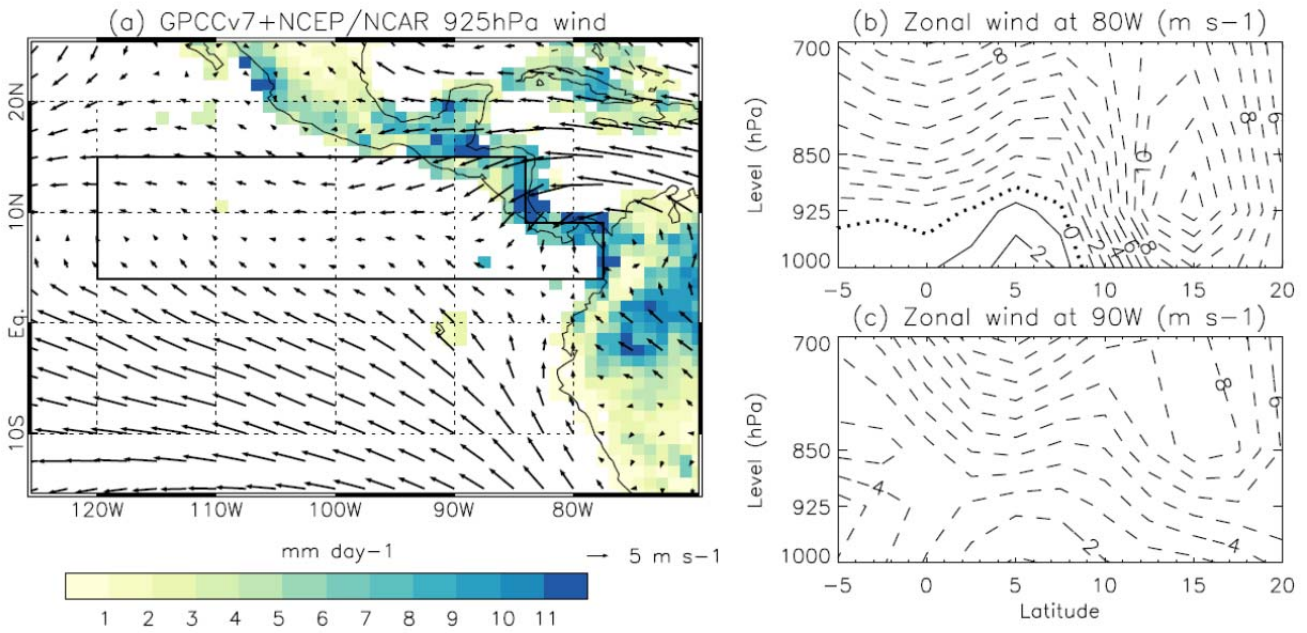 (a) GPCCv7+NCEP/NCAR 925hPa wind
20N
10N
Eq.
10S
120W 110W 100W 90W 80W
mm day-1
5 m s-1
1 2 3 4 5 6 7 8 9 10 11
(b) Zonal wind at 80W (m s-1)
Level (hPa)
700
850
925
1000
8
10
8
6
0
2
2
4
6
8
-5 0 5 10 15 20
(c) Zonal wind at 90W (m s-1)
Level (hPa)
700
850
925
1000
8
6
4
2
4
-5 0 5 10 15 20
Latitude